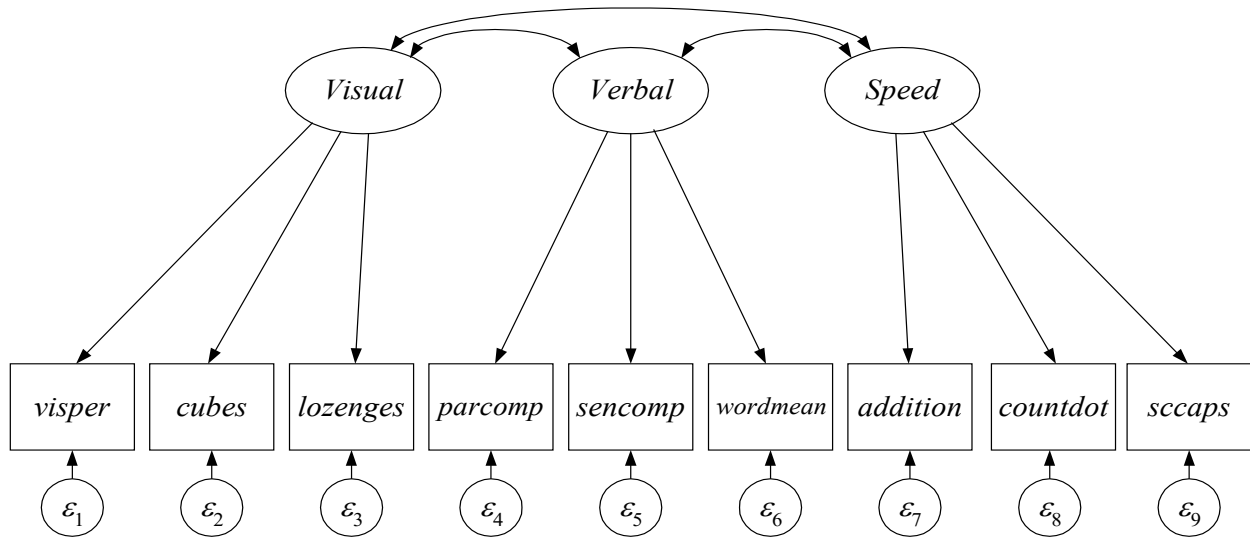 Visual Verbal Speed
visper cubes lozenges parcomp sencomp wordmean addition countdot sccaps
ε₁ ε₂ ε₃ ε₄ ε₅ ε₆ ε₇ ε₈ ε₉